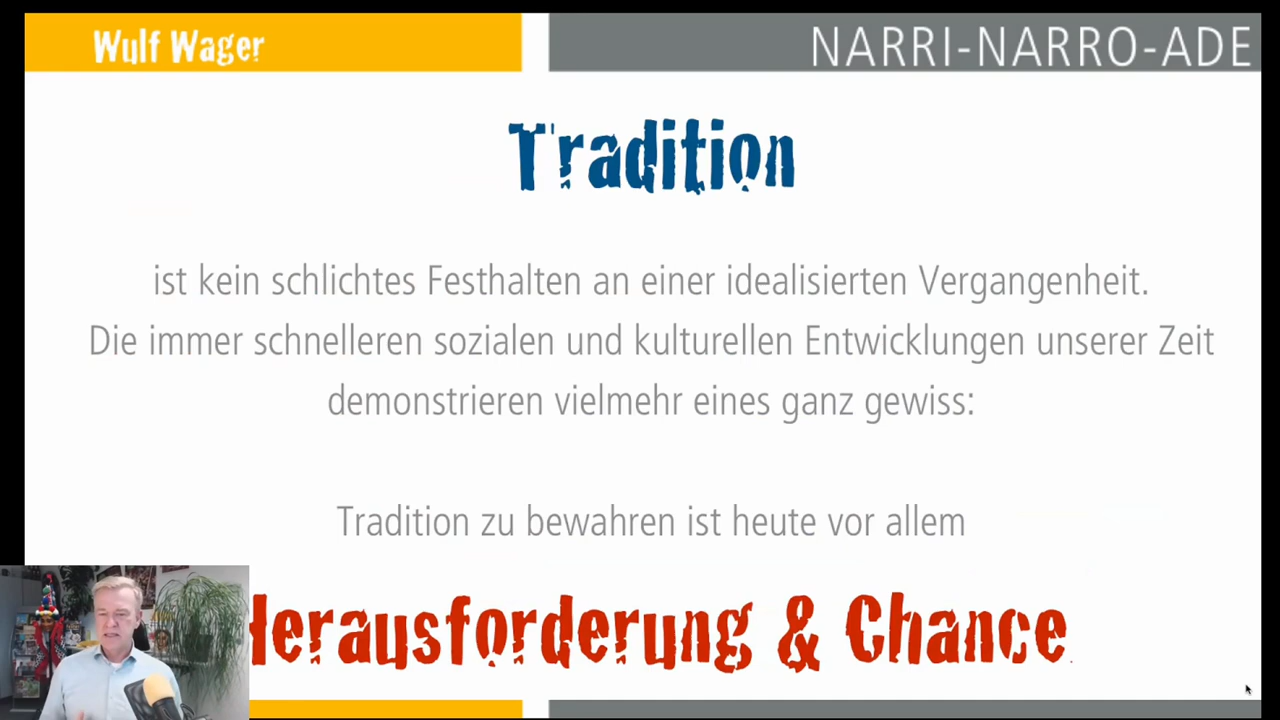 Wulf Wager
NARRI-NARRO-ADE
Tradition
ist kein schlichtes Festhalten an einer idealisierten Vergangenheit.
Die immer schnelleren sozialen und kulturellen Entwicklungen unserer Zeit
demonstrieren vielmehr eines ganz gewiss:
Tradition zu bewahren ist heute vor allem
Herausforderung & Chance